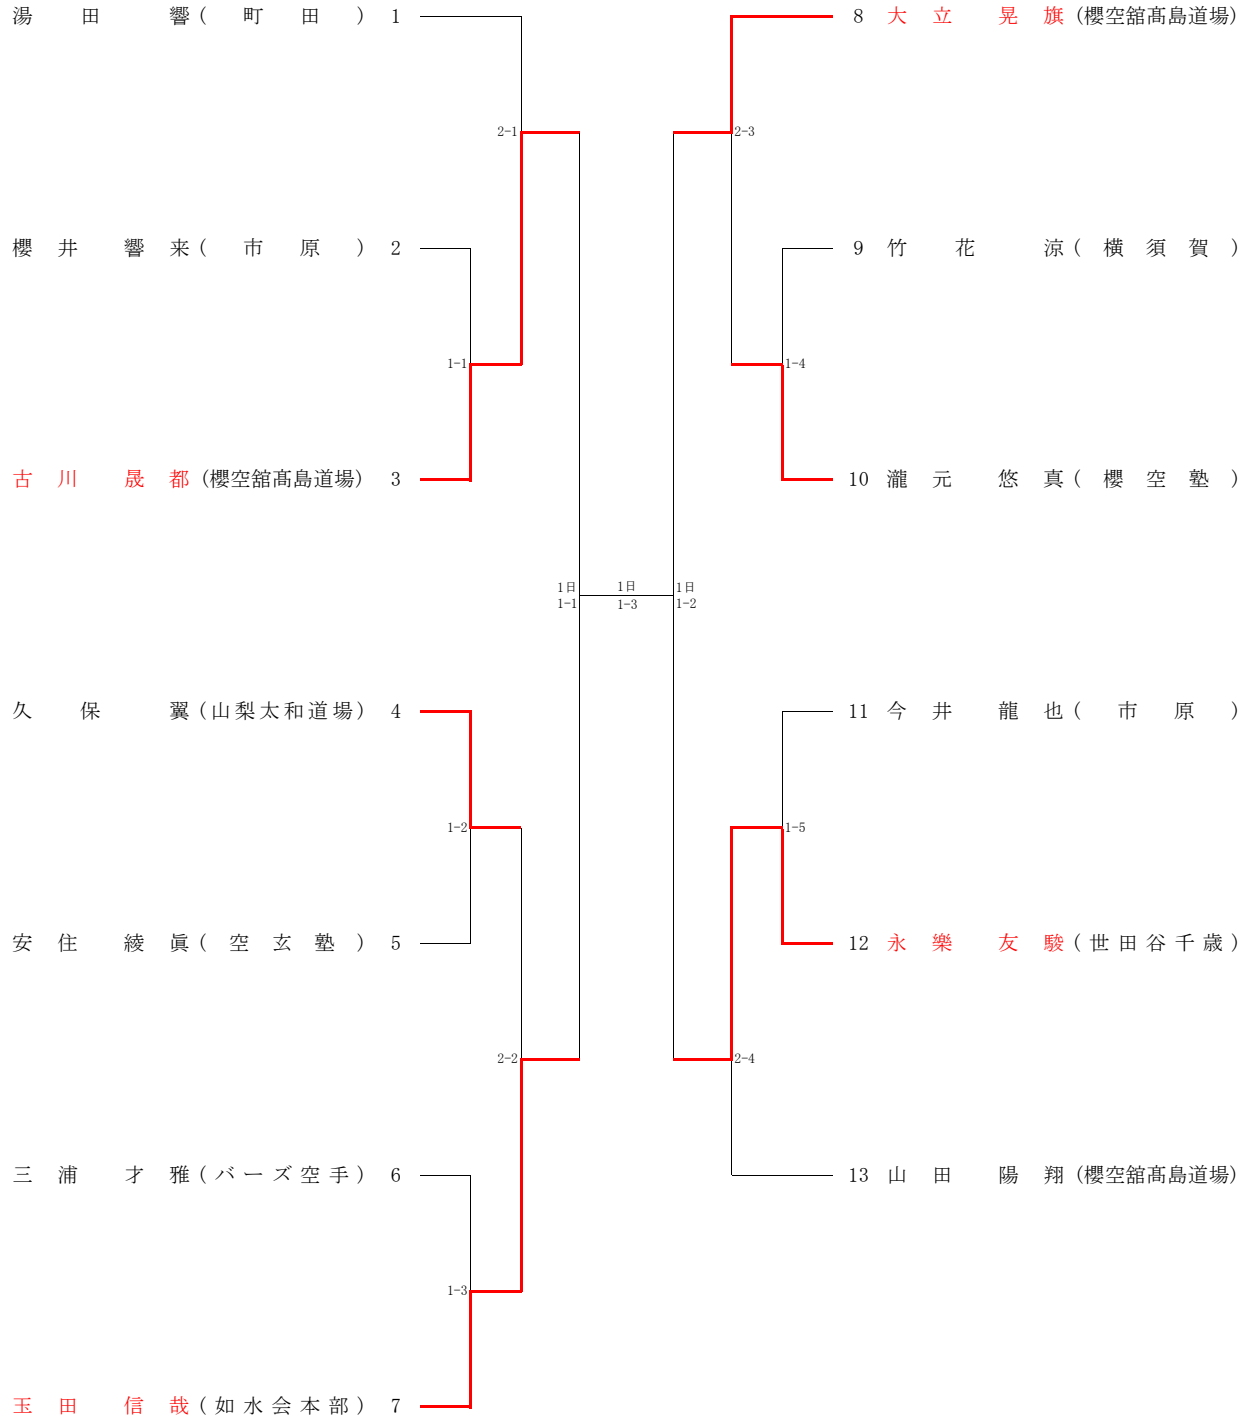 湯田 響(町田) 1
2-1
櫻井 響来(市原) 2
1-1
古川 晟都(櫻空舘髙島道場) 3
1日
1-1
久保 翼(山梨太和道場) 4
1-2
安住 綾眞(空玄塾) 5
2-2
三浦 才雅(バーズ空手) 6
1-3
玉田 信哉(如水会本部) 7
1日
1-3
8 大立 晃旗(櫻空舘髙島道場)
2-3
9 竹花 涼(横須賀)
1-4
10 瀧元 悠真(櫻空塾)
1日
1-2
11 今井 龍也(市原)
1-5
12 永樂 友駿(世田谷千歳)
2-4
13 山田 陽翔(櫻空舘髙島道場)